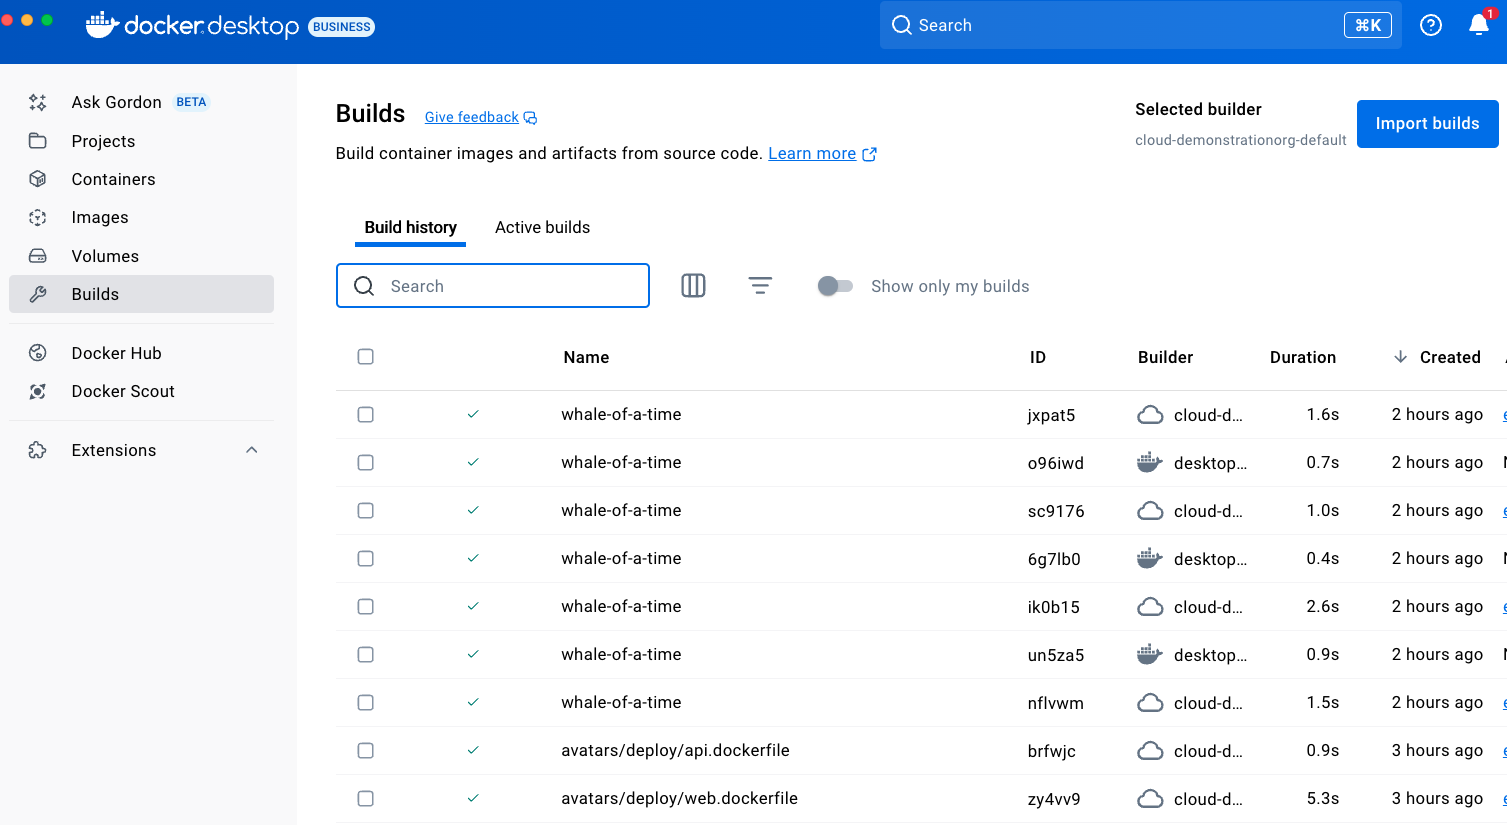 docker desktop BUSINESS
Search ⌘K
1
Ask Gordon BETA
Projects
Containers
Images
Volumes
Builds
Docker Hub
Docker Scout
Extensions
Builds Give feedback
Build container images and artifacts from source code. Learn more
Selected builder
cloud-demonstrationorg-default
Import builds
Build history Active builds
Search Show only my builds
Name ID Builder Duration Created
whale-of-a-time jxpat5 cloud-d... 1.6s 2 hours ago
whale-of-a-time o96iwd desktop... 0.7s 2 hours ago
whale-of-a-time sc9176 cloud-d... 1.0s 2 hours ago
whale-of-a-time 6g7lb0 desktop... 0.4s 2 hours ago
whale-of-a-time ik0b15 cloud-d... 2.6s 2 hours ago
whale-of-a-time un5za5 desktop... 0.9s 2 hours ago
whale-of-a-time nflvwm cloud-d... 1.5s 2 hours ago
avatars/deploy/api.dockerfile brfwjc cloud-d... 0.9s 3 hours ago
avatars/deploy/web.dockerfile zy4vv9 cloud-d... 5.3s 3 hours ago